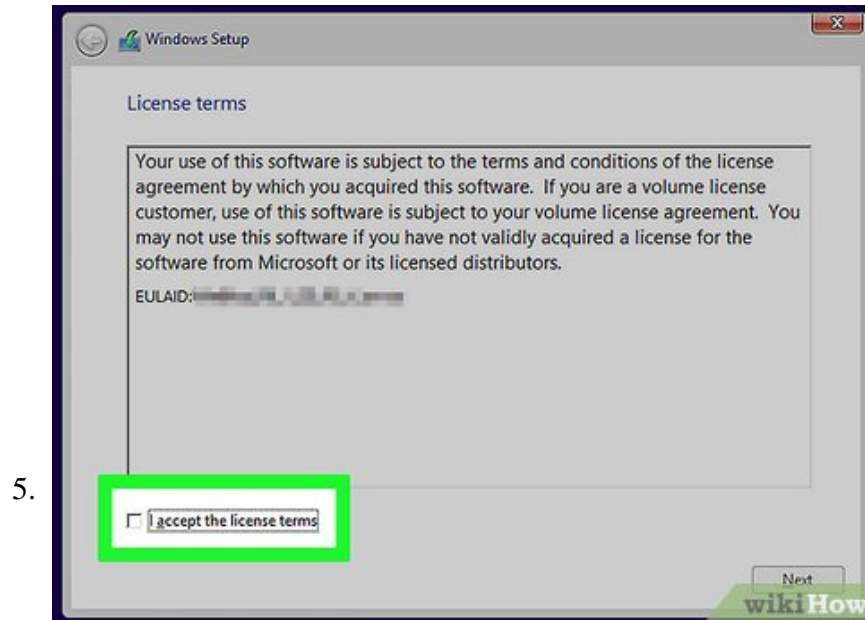 Windows Setup
License terms
Your use of this software is subject to the terms and conditions of the license
agreement by which you acquired this software.  If you are a volume license
customer, use of this software is subject to your volume license agreement.  You
may not use this software if you have not validly acquired a license for the
software from Microsoft or its licensed distributors.
EULAID:
5.
I accept the license terms
Next
wikiHow